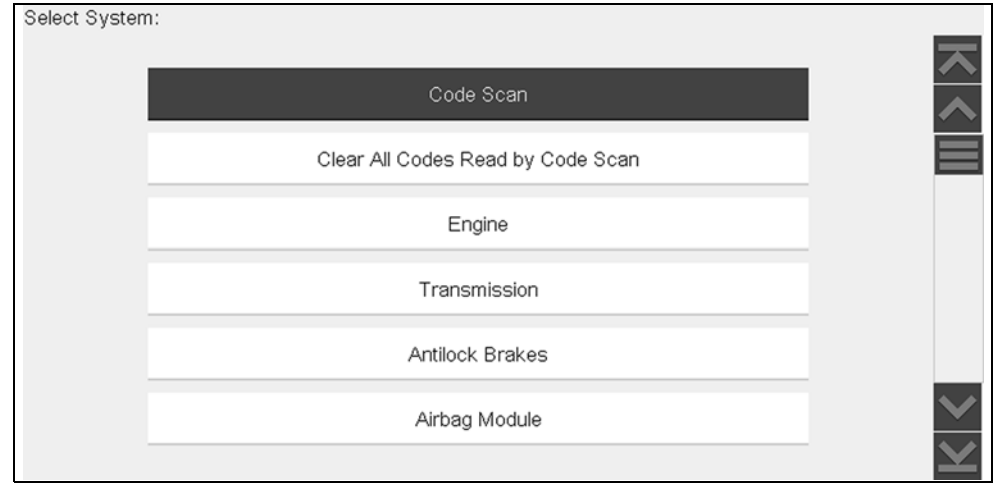 Select System:
Code Scan
Clear All Codes Read by Code Scan
Engine
Transmission
Antilock Brakes
Airbag Module